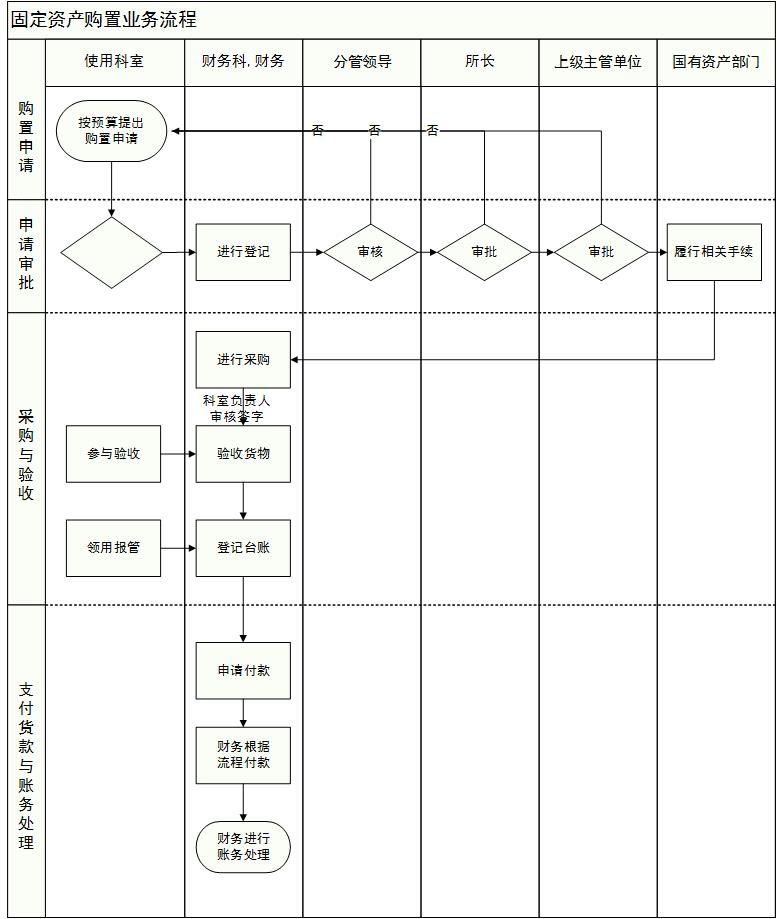 固定资产购置业务流程
使用科室
财务科, 财务
分管领导
所长
上级主管单位
国有资产部门
购置申请
按预算提出
购置申请
否
否
否
申请审批
进行登记
审核
审批
审批
履行相关手续
采购与验收
进行采购
科室负责人
审核签字
参与验收
验收货物
领用报管
登记台账
支付货款与账务处理
申请付款
财务根据
流程付款
财务进行
账务处理